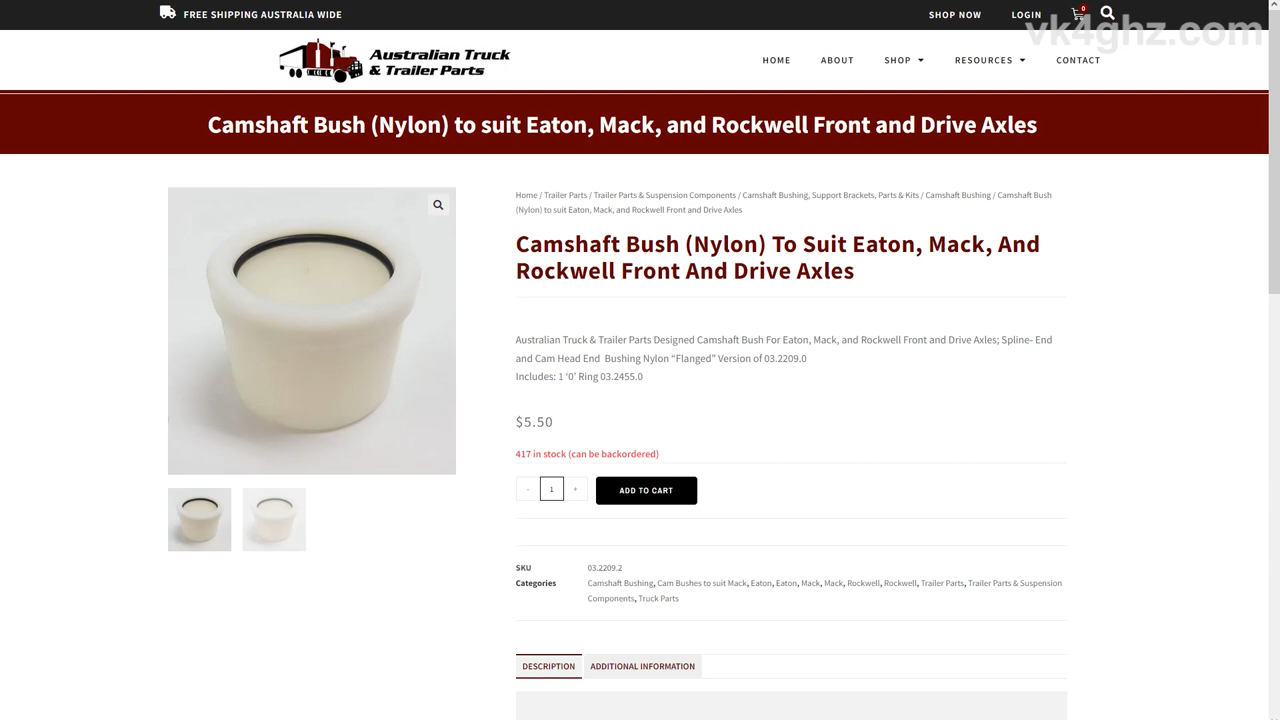 FREE SHIPPING AUSTRALIA WIDE
SHOP NOW
LOGIN
0
vk4ghz.com
Australian Truck
& Trailer Parts
HOME
ABOUT
SHOP
RESOURCES
CONTACT
Camshaft Bush (Nylon) to suit Eaton, Mack, and Rockwell Front and Drive Axles
Home / Trailer Parts / Trailer Parts & Suspension Components / Camshaft Bushing, Support Brackets, Parts & Kits / Camshaft Bushing / Camshaft Bush
(Nylon) to suit Eaton, Mack, and Rockwell Front and Drive Axles
Camshaft Bush (Nylon) To Suit Eaton, Mack, And
Rockwell Front And Drive Axles
Australian Truck & Trailer Parts Designed Camshaft Bush For Eaton, Mack, and Rockwell Front and Drive Axles; Spline- End
and Cam Head End Bushing Nylon “Flanged” Version of 03.2209.0
Includes: 1 ‘0’ Ring 03.2455.0
$5.50
417 in stock (can be backordered)
- 1 +
ADD TO CART
SKU 03.2209.2
Categories Camshaft Bushing, Cam Bushes to suit Mack, Eaton, Eaton, Mack, Mack, Rockwell, Rockwell, Trailer Parts, Trailer Parts & Suspension
Components, Truck Parts
DESCRIPTION
ADDITIONAL INFORMATION